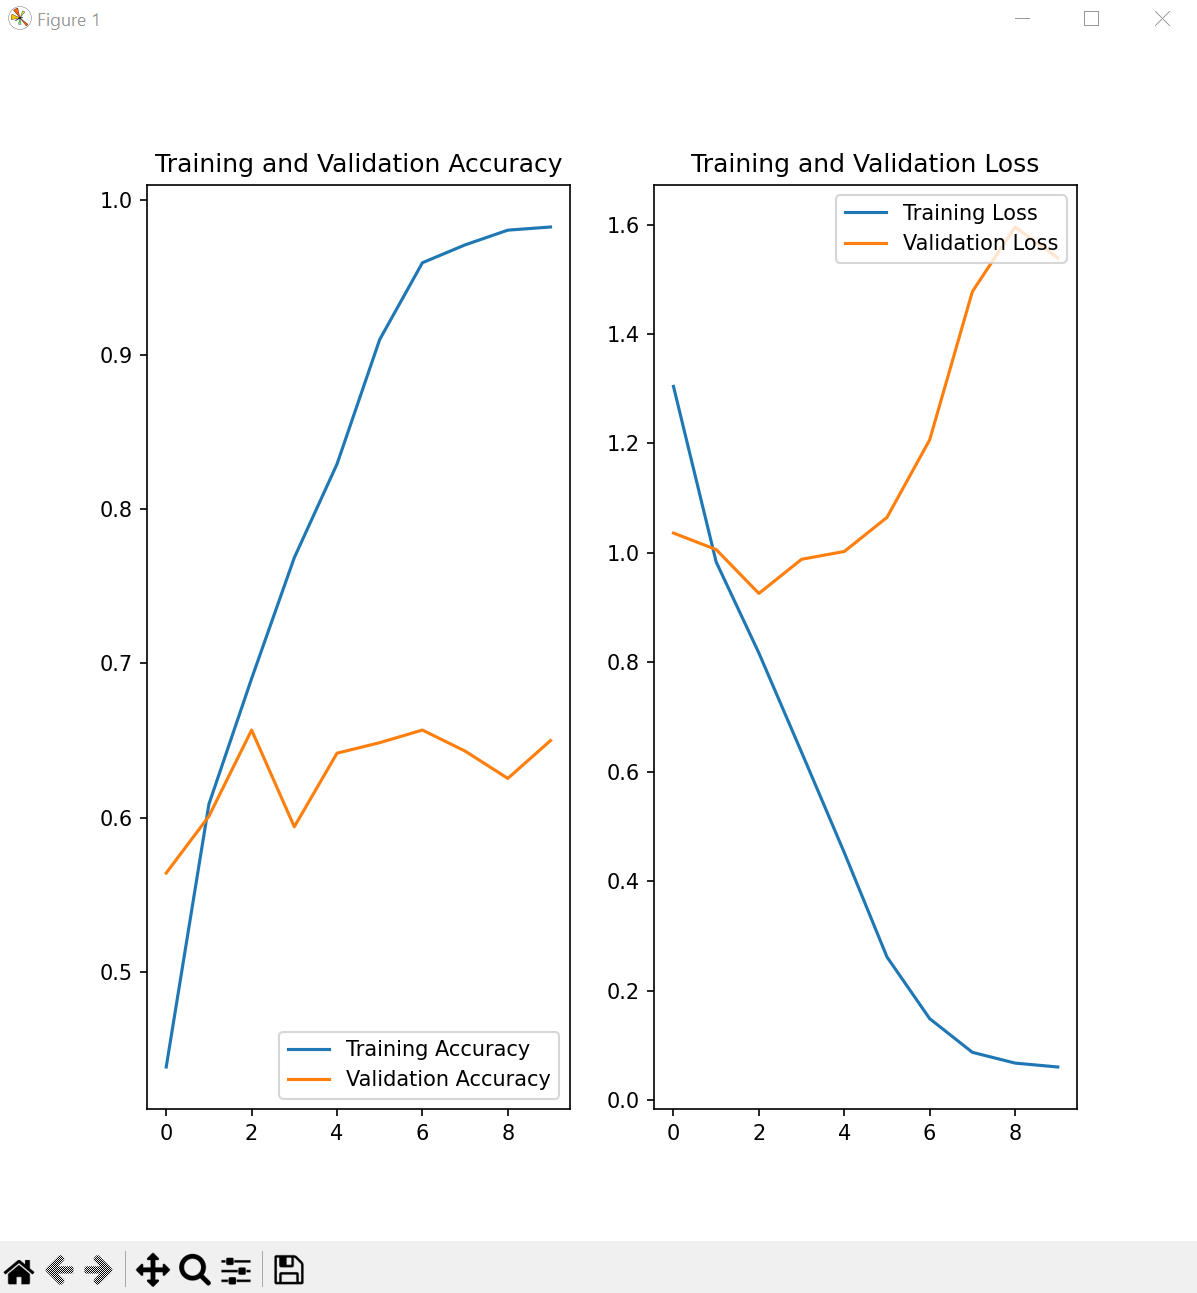 Figure 1
Training and Validation Accuracy
1.0
0.9
0.8
0.7
0.6
0.5
Training Accuracy
Validation Accuracy
0 2 4 6 8
Training and Validation Loss
1.6
1.4
1.2
1.0
0.8
0.6
0.4
0.2
0.0
Training Loss
Validation Loss
0 2 4 6 8